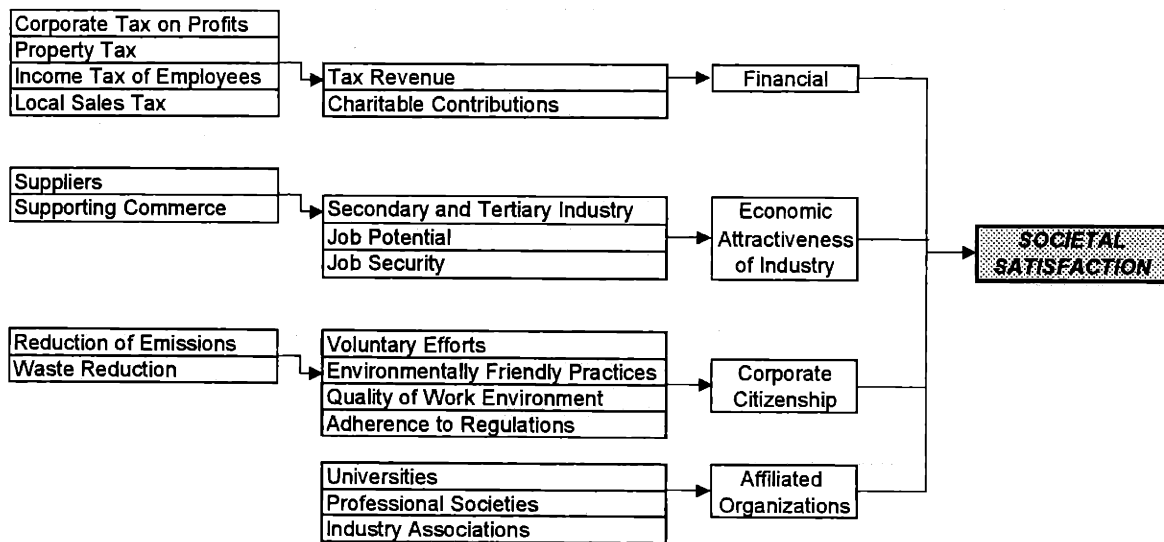 Corporate Tax on Profits
Property Tax
Income Tax of Employees
Local Sales Tax
Tax Revenue
Charitable Contributions
Financial
Suppliers
Supporting Commerce
Secondary and Tertiary Industry
Job Potential
Job Security
Economic
Attractiveness
of Industry
SOCIETAL
SATISFACTION
Reduction of Emissions
Waste Reduction
Voluntary Efforts
Environmentally Friendly Practices
Quality of Work Environment
Adherence to Regulations
Corporate
Citizenship
Universities
Professional Societies
Industry Associations
Affiliated
Organizations